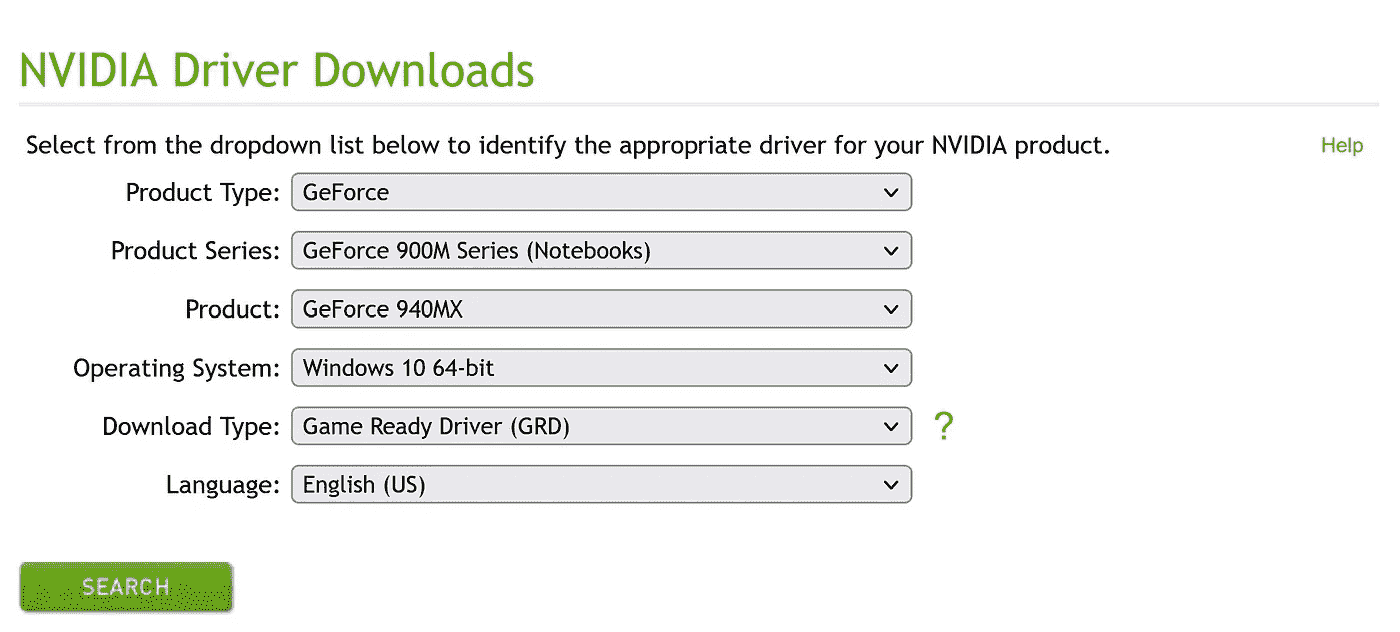 NVIDIA Driver Downloads
Select from the dropdown list below to identify the appropriate driver for your NVIDIA product.
Help
Product Type: GeForce
Product Series: GeForce 900M Series (Notebooks)
Product: GeForce 940MX
Operating System: Windows 10 64-bit
Download Type: Game Ready Driver (GRD) ?
Language: English (US)
SEARCH